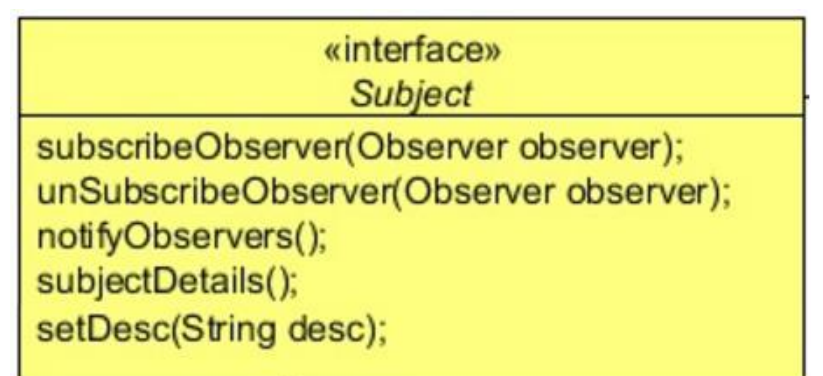 «interface»
Subject
subscribeObserver(Observer observer);
unSubscribeObserver(Observer observer);
notifyObservers();
subjectDetails();
setDesc(String desc);